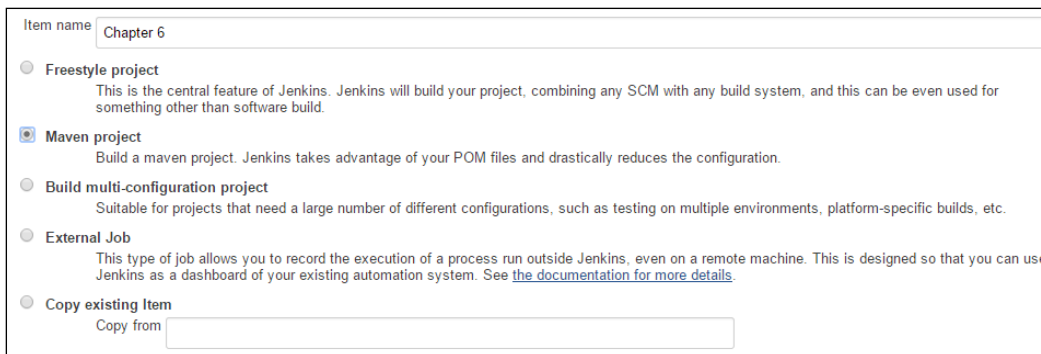 Item name Chapter 6
Freestyle project
This is the central feature of Jenkins. Jenkins will build your project, combining any SCM with any build system, and this can be even used for
something other than software build.
Maven project
Build a maven project. Jenkins takes advantage of your POM files and drastically reduces the configuration.
Build multi-configuration project
Suitable for projects that need a large number of different configurations, such as testing on multiple environments, platform-specific builds, etc.
External Job
This type of job allows you to record the execution of a process run outside Jenkins, even on a remote machine. This is designed so that you can use
Jenkins as a dashboard of your existing automation system. See the documentation for more details.
Copy existing Item
Copy from